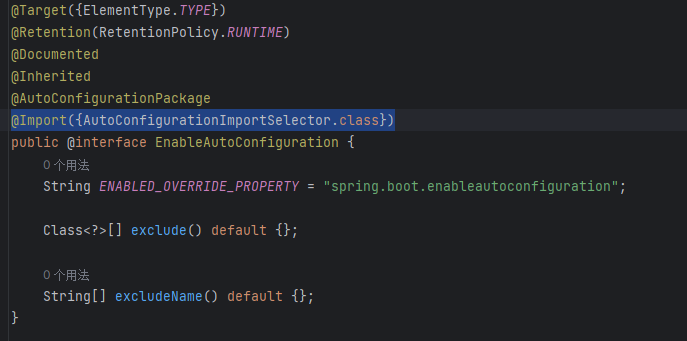 @Target({ElementType.TYPE})
@Retention(RetentionPolicy.RUNTIME)
@Documented
@Inherited
@AutoConfigurationPackage
@Import({AutoConfigurationImportSelector.class})
public @interface EnableAutoConfiguration {
0 个用法
String ENABLED_OVERRIDE_PROPERTY = "spring.boot.enableautoconfiguration";
Class<?>[] exclude() default {};
0 个用法
String[] excludeName() default {};
}